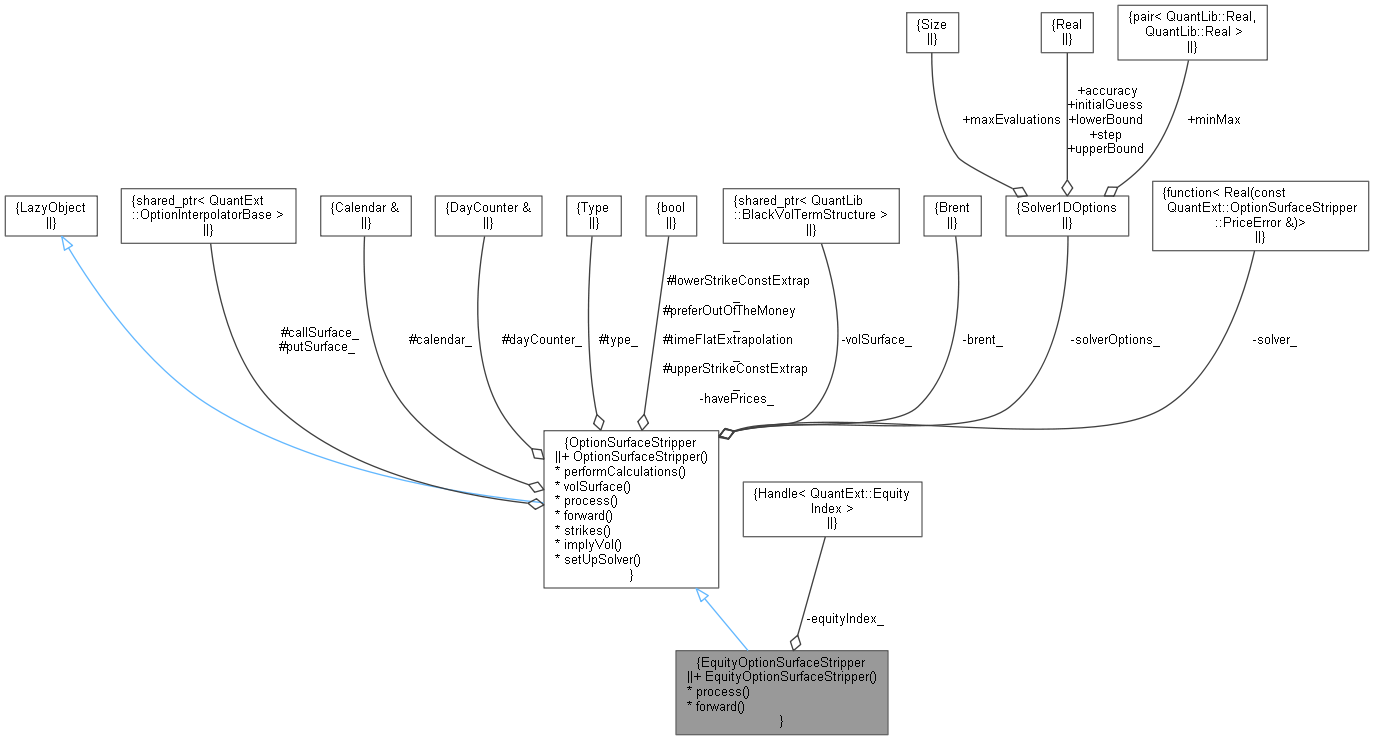 {Size
||}
{Real
||}
{pair< QuantLib::Real,
QuantLib::Real >
||}
+maxEvaluations
+accuracy
+initialGuess
+lowerBound
+step
+upperBound
+minMax
{LazyObject
||}
{shared_ptr< QuantExt
::OptionInterpolatorBase >
||}
{Calendar &
||}
{DayCounter &
||}
{Type
||}
{bool
||}
{shared_ptr< QuantLib
::BlackVolTermStructure >
||}
{Brent
||}
{Solver1DOptions
||}
{function< Real(const
QuantExt::OptionSurfaceStripper
::PriceError &)>
||}
#callSurface_
#putSurface_
#calendar_
#dayCounter_
#type_
#lowerStrikeConstExtrap
_
#preferOutOfTheMoney
#timeFlatExtrapolation
_
#upperStrikeConstExtrap
_
-havePrices_
_
-volSurface_
-brent_
-solverOptions_
-solver_
{OptionSurfaceStripper
||+ OptionSurfaceStripper()
* performCalculations()
* volSurface()
* process()
* forward()
* strikes()
* implyVol()
* setUpSolver()
}
{Handle< QuantExt::Equity
Index >
||}
-equityIndex_
{EquityOptionSurfaceStripper
||+ EquityOptionSurfaceStripper()
* process()
* forward()
}